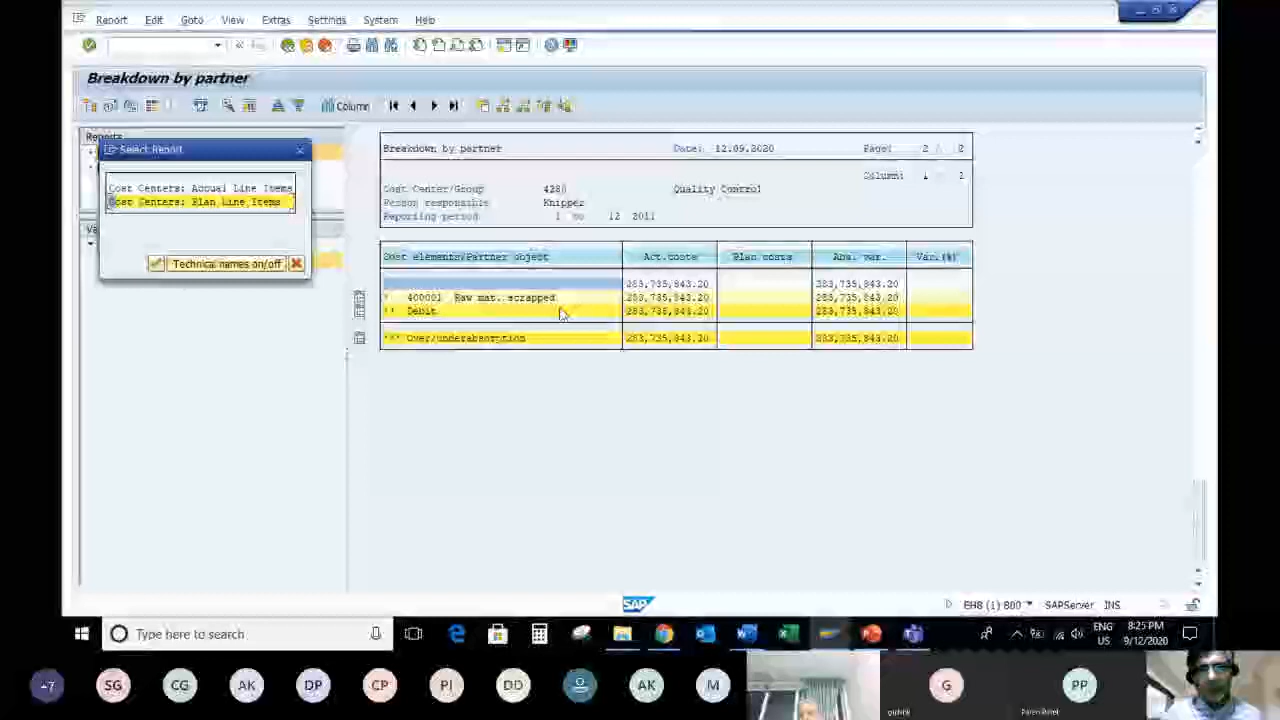 Report Edit Goto View Extras Settings System Help
Breakdown by partner
Column
Reports
Select Report
Cost Centers: Actual Line Items
Cost Centers: Plan Line Items
Technical names on/off
Breakdown by partner Date: 12.09.2020 Page: 2 / 2
Column: 1 / 2
Cost Center/Group 4280 Quality Control
Person responsible Knipper
Reporting period 1 to 12 2011
Cost elements/Partner object Act.costs Plan costs Abs. var. Var.(%)
283,735,843.20 283,735,843.20
* 400001 Raw mat. scrapped 283,735,843.20 283,735,843.20
** Debit 283,735,843.20 283,735,843.20
*** Over/underabsorption 283,735,843.20 283,735,843.20
SAP
EH8 (1) 800 SAPServer INS
Type here to search
ENG
US
8:25 PM
9/12/2020
+7 SG CG AK DP CP PI DD AK M G PP